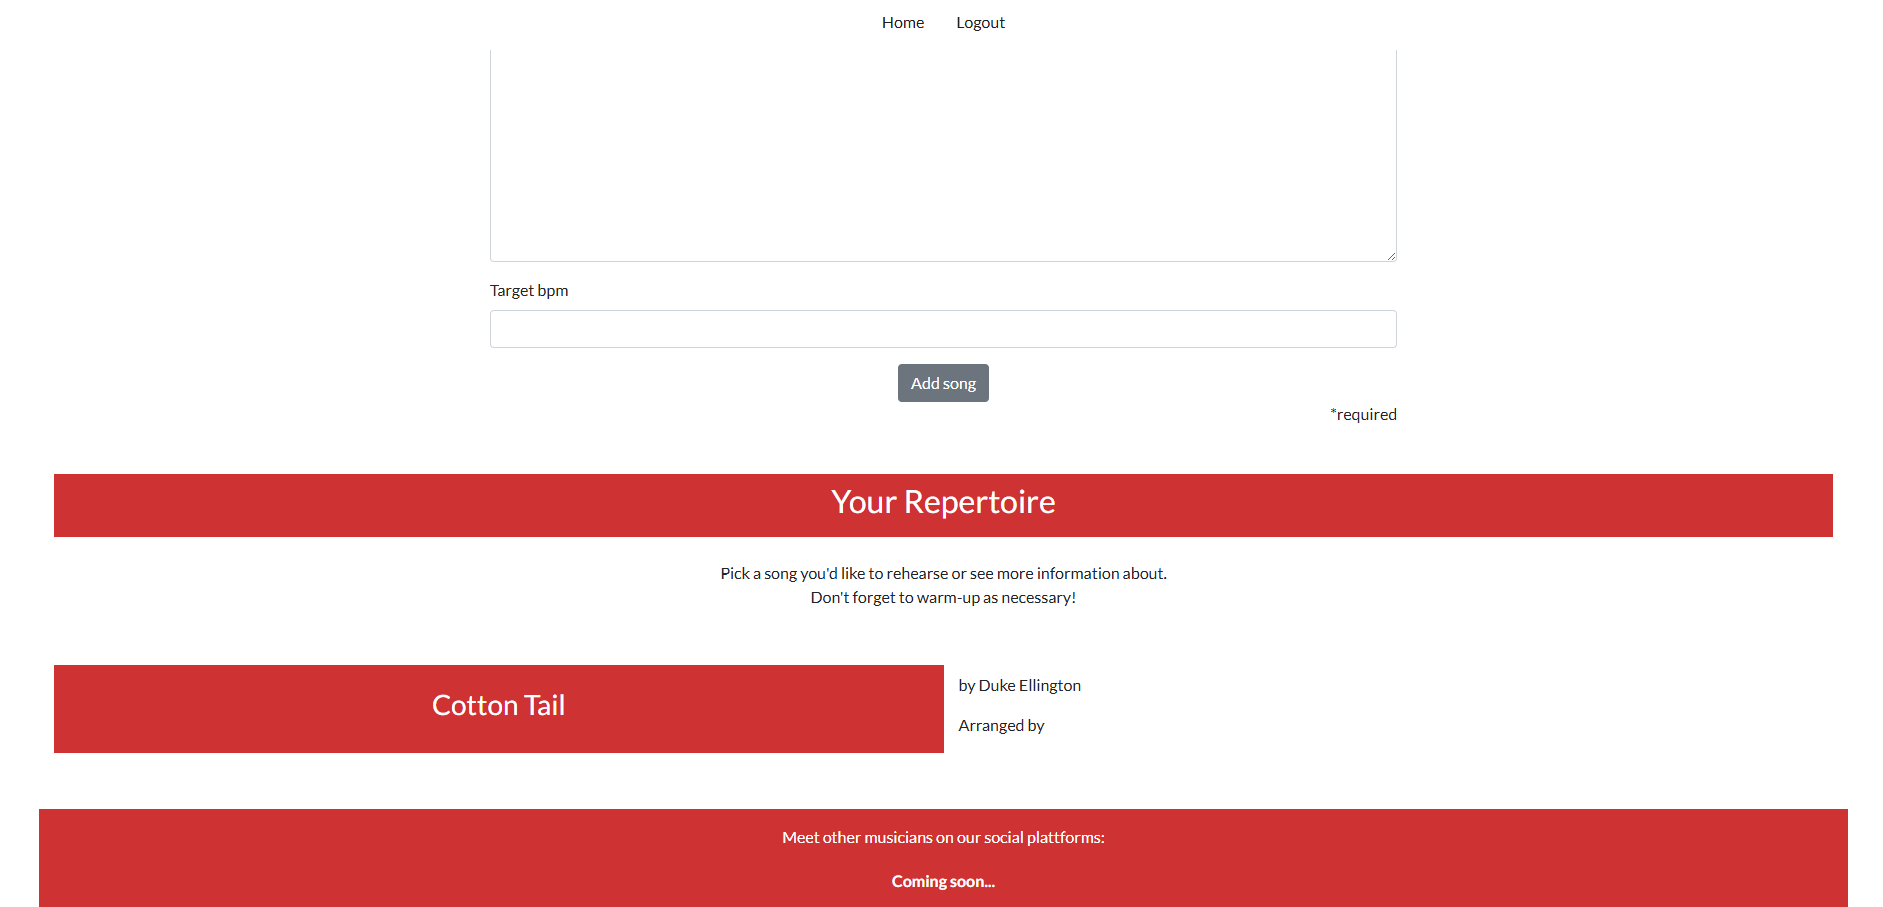 Home Logout
Target bpm
Add song
*required
Your Repertoire
Pick a song you'd like to rehearse or see more information about.
Don't forget to warm-up as necessary!
Cotton Tail
by Duke Ellington
Arranged by
Meet other musicians on our social plattforms:
Coming soon...